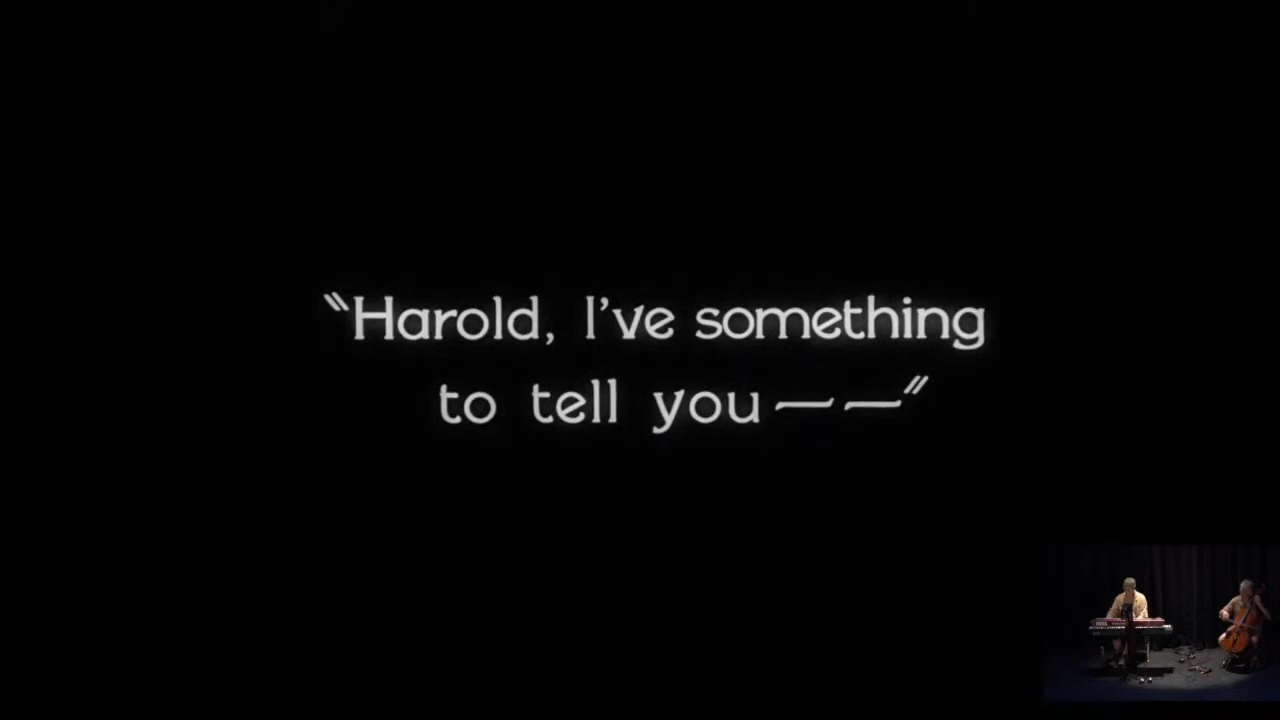 "Harold, I've something
to tell you — —"